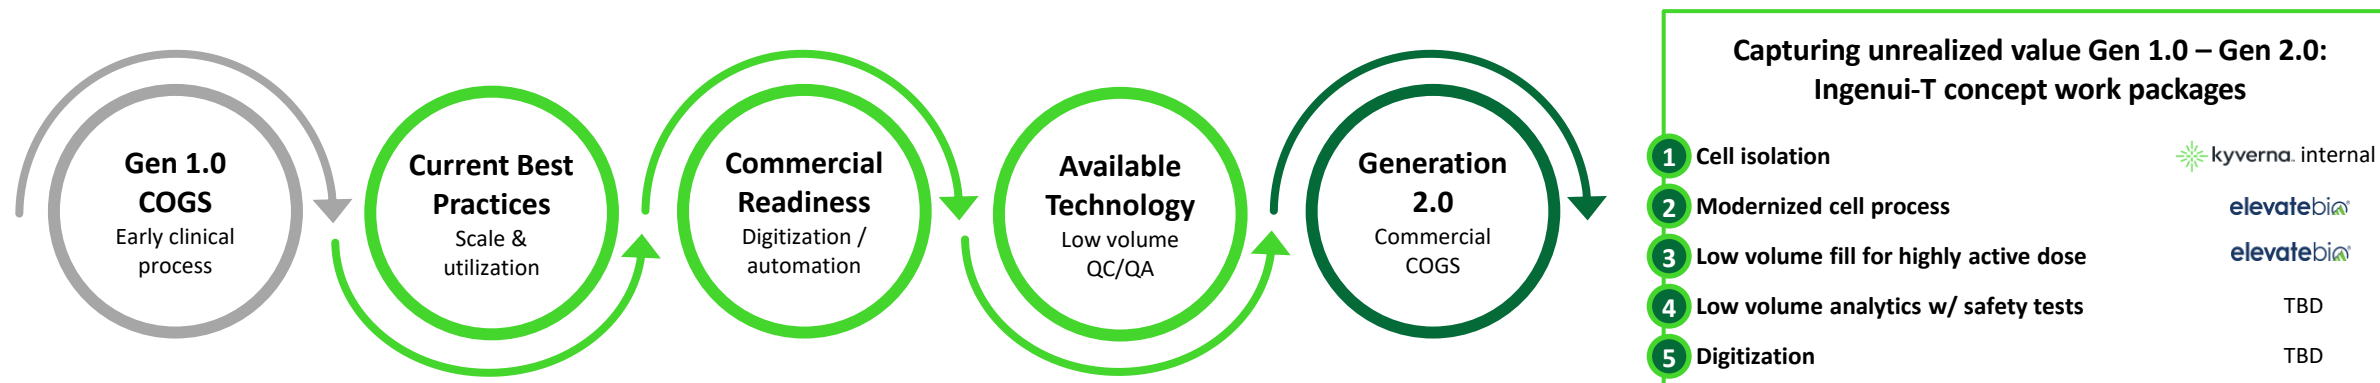 Gen 1.0
COGS
Early clinical
process
Current Best
Practices
Scale &
utilization
Commercial
Readiness
Digitization /
automation
Available
Technology
Low volume
QC/QA
Generation
2.0
Commercial
COGS
Capturing unrealized value Gen 1.0 – Gen 2.0:
Ingenui-T concept work packages
1 Cell isolation kyverna. internal
2 Modernized cell process elevatebio
3 Low volume fill for highly active dose elevatebio
4 Low volume analytics w/ safety tests TBD
5 Digitization TBD